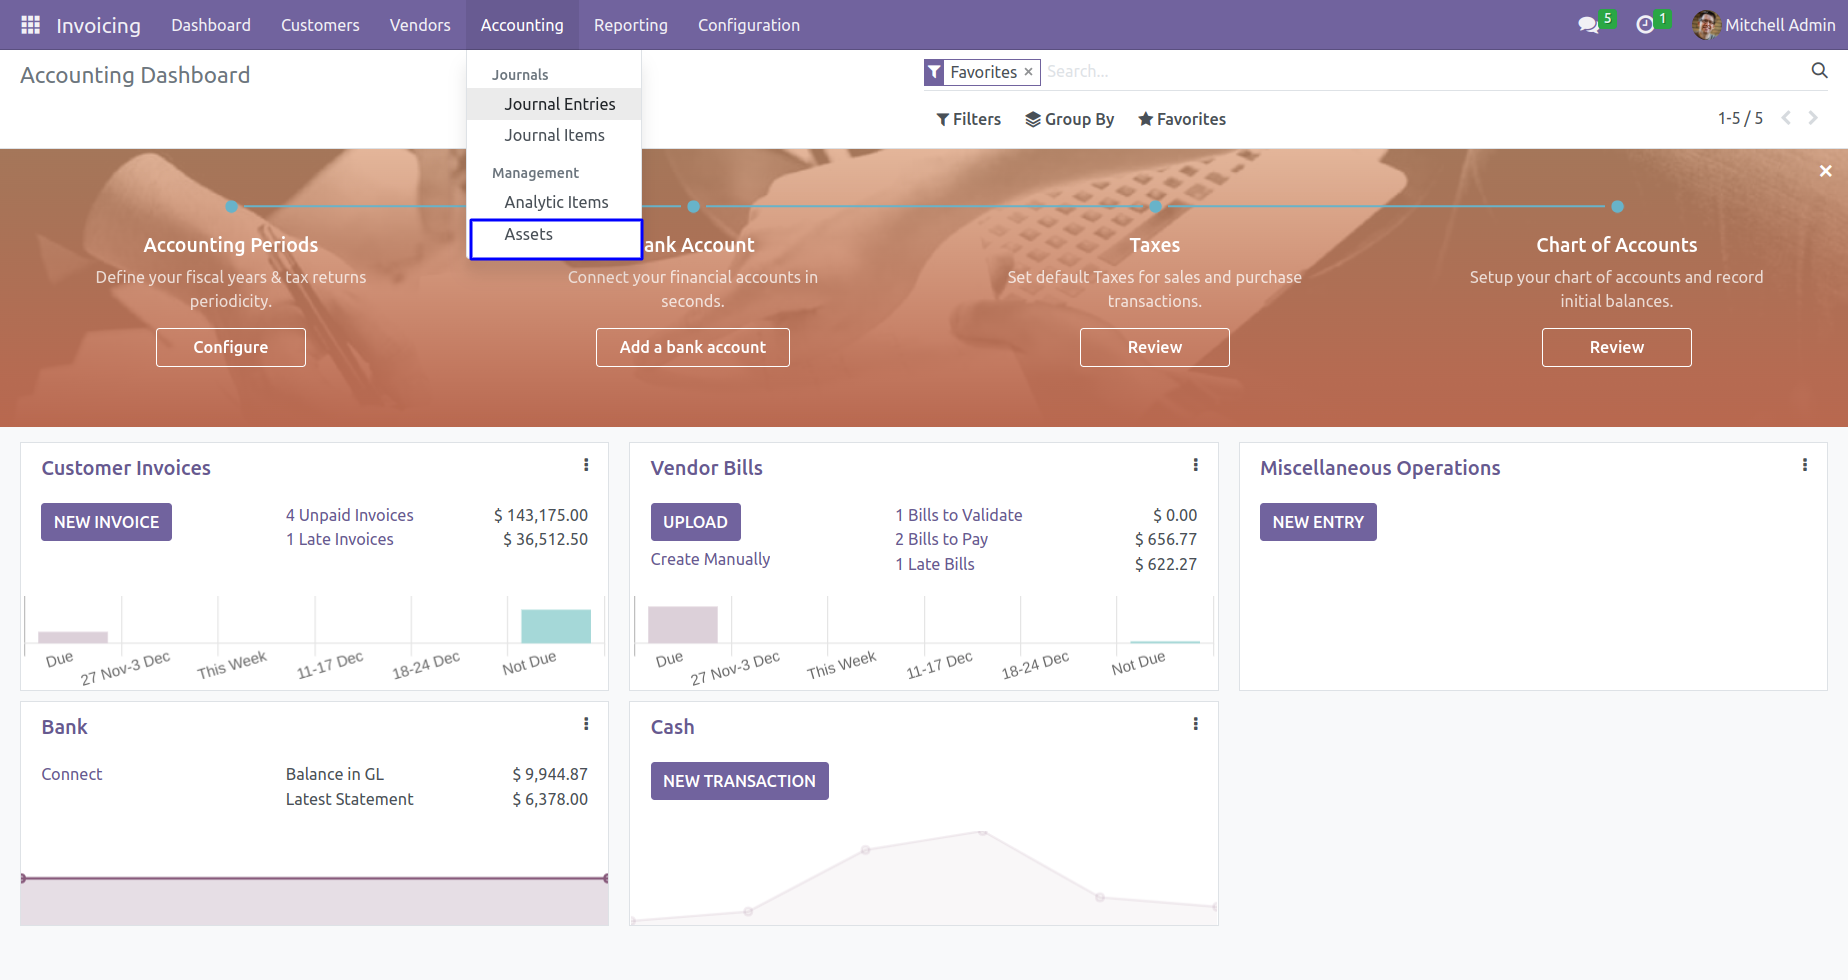 Invoicing Dashboard Customers Vendors Accounting Reporting Configuration 5 1 Mitchell Admin
Accounting Dashboard
Favorites × Search...
Filters Group By Favorites 1-5 / 5
Journals
Journal Entries
Journal Items
Management
Analytic Items
Assets
Accounting Periods
Define your fiscal years & tax returns
periodicity.
Configure
ank Account
Connect your financial accounts in
seconds.
Add a bank account
Taxes
Set default Taxes for sales and purchase
transactions.
Review
Chart of Accounts
Setup your chart of accounts and record
initial balances.
Review
Customer Invoices
NEW INVOICE
4 Unpaid Invoices $ 143,175.00
1 Late Invoices $ 36,512.50
Due 27 Nov-3 Dec This Week 11-17 Dec 18-24 Dec Not Due
Vendor Bills
UPLOAD
Create Manually
1 Bills to Validate $ 0.00
2 Bills to Pay $ 656.77
1 Late Bills $ 622.27
Due 27 Nov-3 Dec This Week 11-17 Dec 18-24 Dec Not Due
Miscellaneous Operations
NEW ENTRY
Bank
Connect
Balance in GL $ 9,944.87
Latest Statement $ 6,378.00
Cash
NEW TRANSACTION